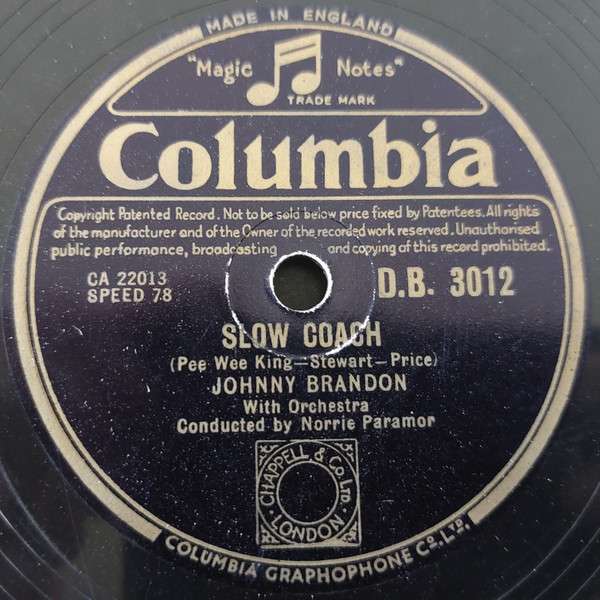 MADE IN ENGLAND
"Magic Notes"
TRADE MARK
Columbia
Copyright Patented Record. Not to be sold below price fixed by Patentees. All rights
of the manufacturer and of the Owner of the recorded work reserved. Unauthorised
public performance, broadcasting and copying of this record prohibited.
CA 22013
SPEED 78
D.B. 3012
SLOW COACH
(Pee Wee King–Stewart–Price)
JOHNNY BRANDON
With Orchestra
Conducted by Norrie Paramor
CHAPPELL & Co. LTD.
LONDON
COLUMBIA GRAPHOPHONE Co. LTD.